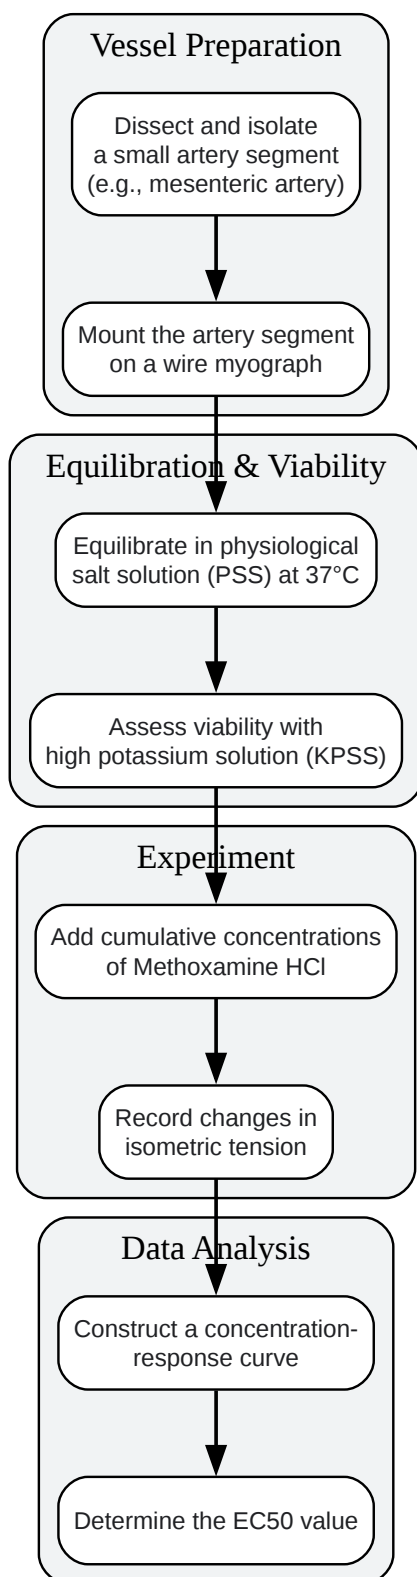 Vessel Preparation
Dissect and isolate
a small artery segment
(e.g., mesenteric artery)
Mount the artery segment
on a wire myograph
Equilibration & Viability
Equilibrate in physiological
salt solution (PSS) at 37°C
Assess viability with
high potassium solution (KPSS)
Experiment
Add cumulative concentrations
of Methoxamine HCl
Record changes in
isometric tension
Data Analysis
Construct a concentration-
response curve
Determine the EC50 value